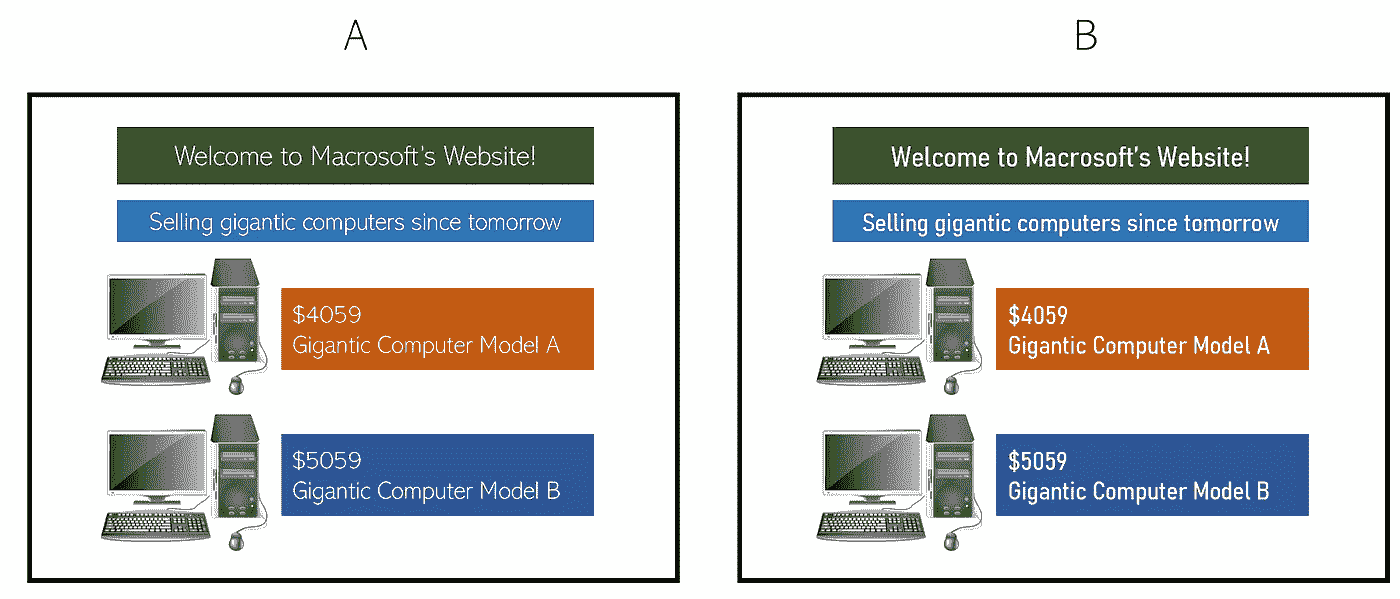 A
Welcome to Macrosoft's Website!
Selling gigantic computers since tomorrow
$4059
Gigantic Computer Model A
$5059
Gigantic Computer Model B
B
Welcome to Macrosoft's Website!
Selling gigantic computers since tomorrow
$4059
Gigantic Computer Model A
$5059
Gigantic Computer Model B